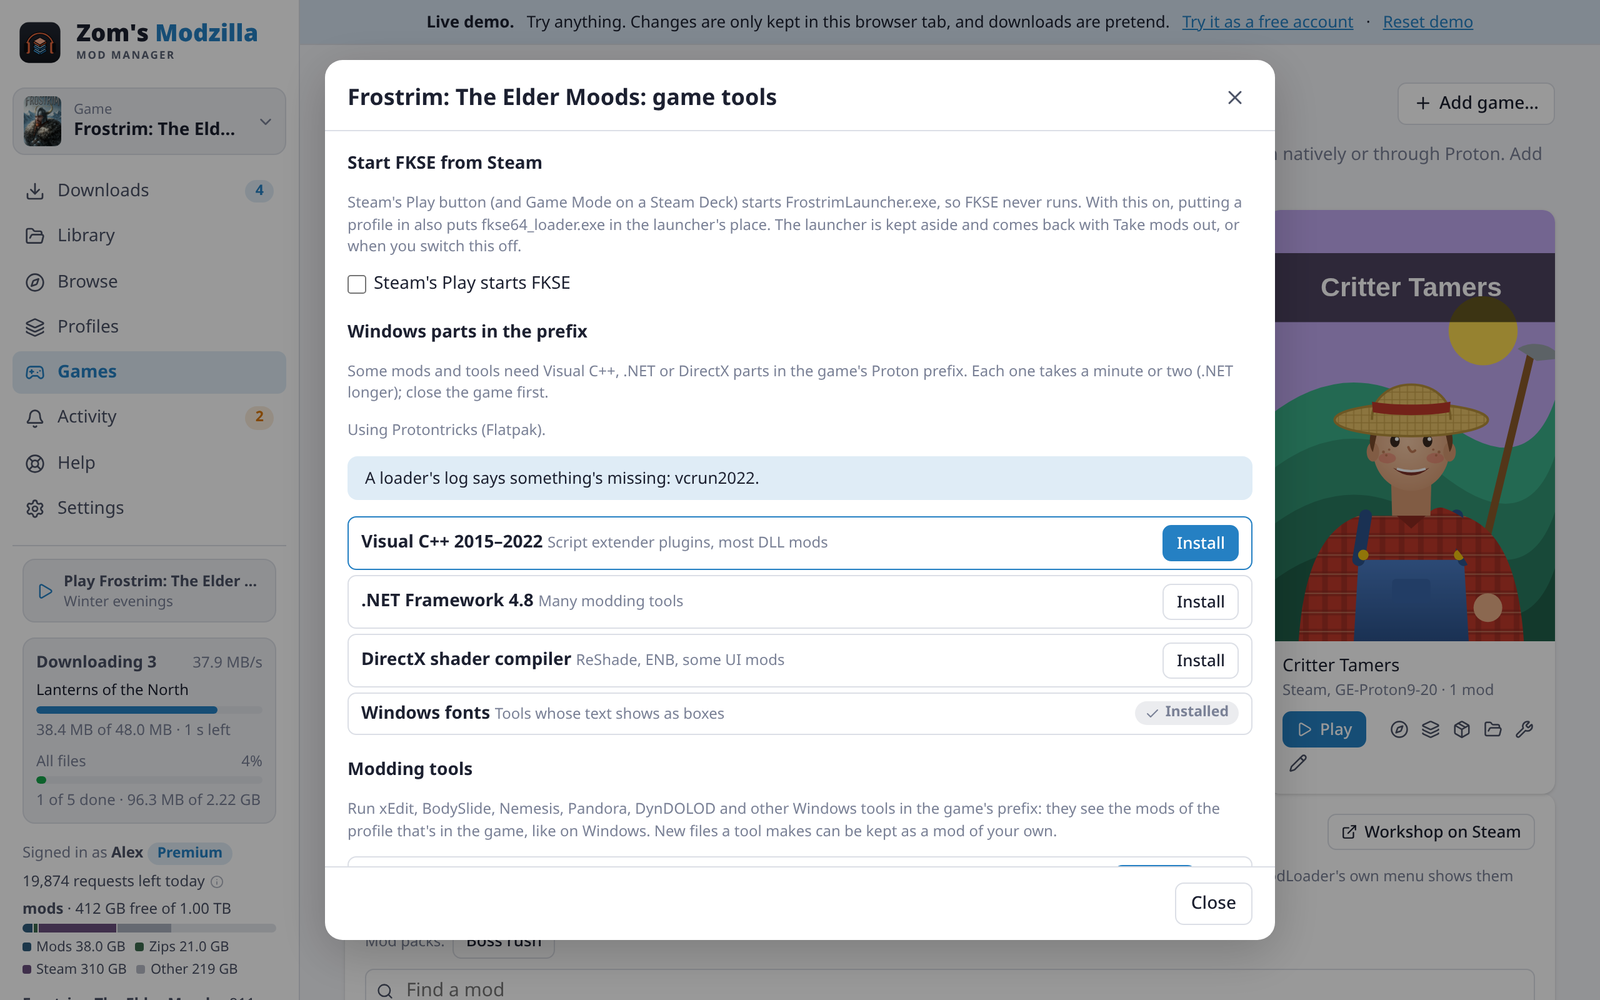 Zom's Modzilla
MOD MANAGER
Game
Frostrim: The Eld...
Downloads 4
Library
Browse
Profiles
Games
Activity 2
Help
Settings
Play Frostrim: The Elder ...
Winter evenings
Downloading 3 37.9 MB/s
Lanterns of the North
38.4 MB of 48.0 MB · 1 s left
All files 4%
1 of 5 done · 96.3 MB of 2.22 GB
Signed in as Alex Premium
19,874 requests left today
mods · 412 GB free of 1.00 TB
Mods 38.0 GB Zips 21.0 GB
Steam 310 GB Other 219 GB
Live demo. Try anything. Changes are only kept in this browser tab, and downloads are pretend. Try it as a free account · Reset demo
Add game...
natively or through Proton. Add
Frostrim: The Elder Moods: game tools
Start FKSE from Steam
Steam's Play button (and Game Mode on a Steam Deck) starts FrostrimLauncher.exe, so FKSE never runs. With this on, putting a
profile in also puts fkse64_loader.exe in the launcher's place. The launcher is kept aside and comes back with Take mods out, or
when you switch this off.
Steam's Play starts FKSE
Windows parts in the prefix
Some mods and tools need Visual C++, .NET or DirectX parts in the game's Proton prefix. Each one takes a minute or two (.NET
longer); close the game first.
Using Protontricks (Flatpak).
A loader's log says something's missing: vcrun2022.
Visual C++ 2015–2022 Script extender plugins, most DLL mods Install
.NET Framework 4.8 Many modding tools Install
DirectX shader compiler ReShade, ENB, some UI mods Install
Windows fonts Tools whose text shows as boxes Installed
Modding tools
Run xEdit, BodySlide, Nemesis, Pandora, DynDOLOD and other Windows tools in the game's prefix: they see the mods of the
profile that's in the game, like on Windows. New files a tool makes can be kept as a mod of your own.
Close
Critter Tamers
Critter Tamers
Steam, GE-Proton9-20 · 1 mod
Play
Workshop on Steam
dLoader's own menu shows them
Mod packs: Boss rush
Find a mod